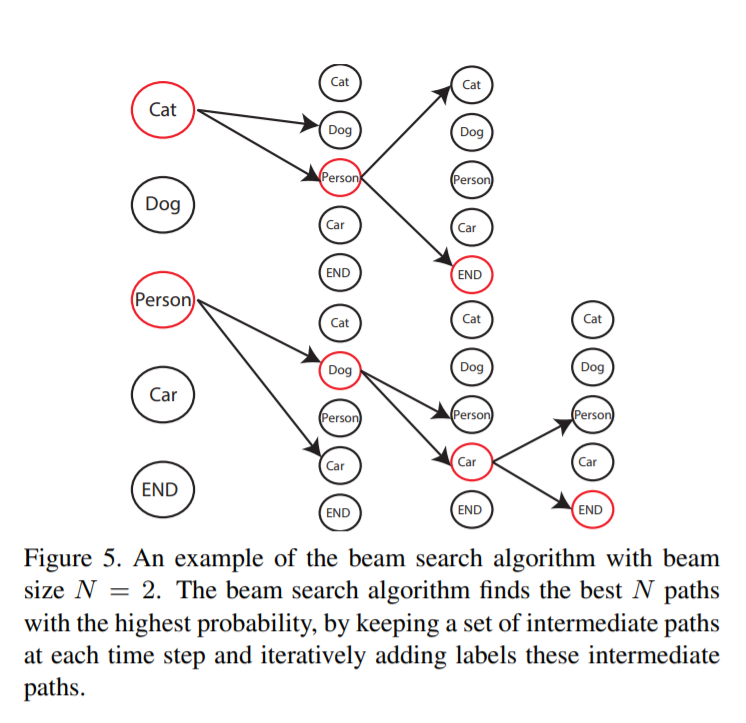 Cat
Dog
Person
Car
END
Cat
Dog
Person
Car
END
Cat
Dog
Person
Car
END
Cat
Dog
Person
Car
END
Cat
Dog
Person
Car
END
Cat
Dog
Person
Car
END
Figure 5. An example of the beam search algorithm with beam
size N = 2. The beam search algorithm finds the best N paths
with the highest probability, by keeping a set of intermediate paths
at each time step and iteratively adding labels these intermediate
paths.